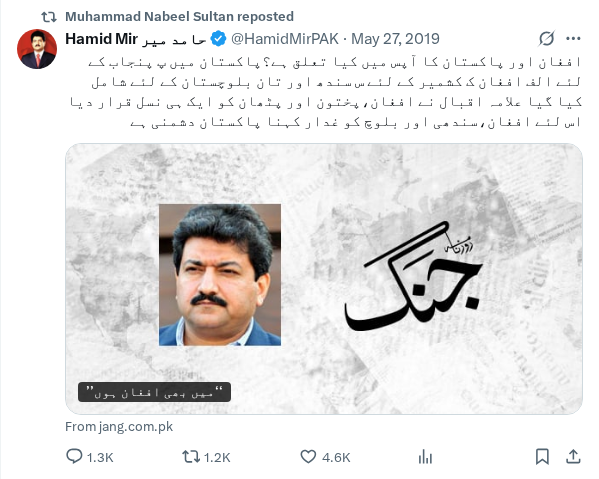 Muhammad Nabeel Sultan reposted
Hamid Mir حامد میر @HamidMirPAK · May 27, 2019
افغان اور پاکستان کا آپس میں کیا تعلق ہے؟پاکستان میں پ پنجاب کے
لئے الف افغان ک کشمیر کے لئے س سندھ اور تان بلوچستان کے لئے شامل
کیا گیا علامہ اقبال نے افغان،پختون اور پٹھان کو ایک ہی نسل قرار دیا
اس لئے افغان،سندھی اور بلوچ کو غدار کہنا پاکستان دشمنی ہے
روزنامہ
جنگ
“میں بھی افغان ہوں”
From jang.com.pk
1.3K 1.2K 4.6K